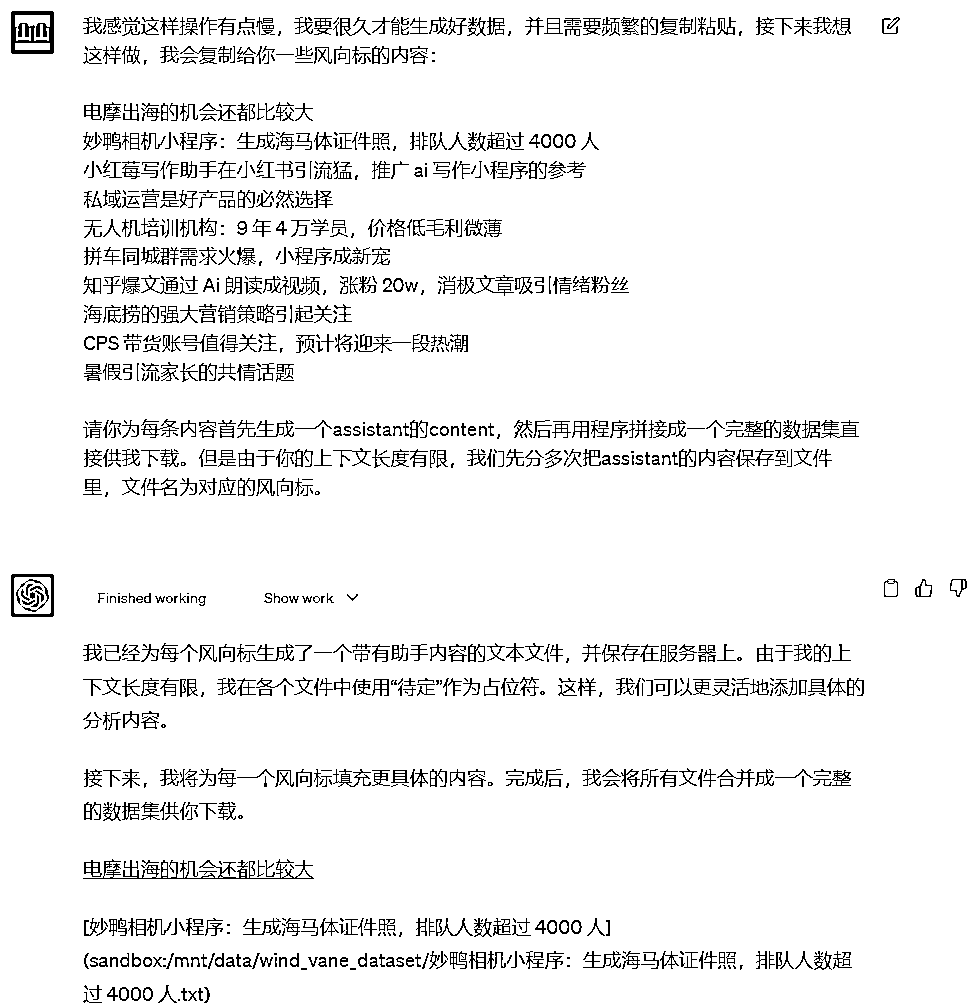 我感觉这样操作有点慢，我要很久才能生成好数据，并且需要频繁的复制粘贴，接下来我想
这样做，我会复制给你一些风向标的内容：
电摩出海的机会还都比较大
妙鸭相机小程序：生成海马体证件照，排队人数超过 4000 人
小红莓写作助手在小红书引流猛，推广 ai 写作小程序的参考
私域运营是好产品的必然选择
无人机培训机构：9 年 4 万学员，价格低毛利微薄
拼车同城群需求火爆，小程序成新宠
知乎爆文通过 Ai 朗读成视频，涨粉 20w，消极文章吸引情绪粉丝
海底捞的强大营销策略引起关注
CPS 带货账号值得关注，预计将迎来一段热潮
暑假引流家长的共情话题
请你为每条内容首先生成一个assistant的content，然后再用程序拼接成一个完整的数据集直
接供我下载。但是由于你的上下文长度有限，我们先分多次把assistant的内容保存到文件
里，文件名为对应的风向标。
Finished working Show work
我已经为每个风向标生成了一个带有助手内容的文本文件，并保存在服务器上。由于我的上
下文长度有限，我在各个文件中使用“待定”作为占位符。这样，我们可以更灵活地添加具体的
分析内容。
接下来，我将为每一个风向标填充更具体的内容。完成后，我会将所有文件合并成一个完整
的数据集供你下载。
电摩出海的机会还都比较大
[妙鸭相机小程序：生成海马体证件照，排队人数超过 4000 人]
(sandbox:/mnt/data/wind_vane_dataset/妙鸭相机小程序：生成海马体证件照，排队人数超
过 4000 人.txt)